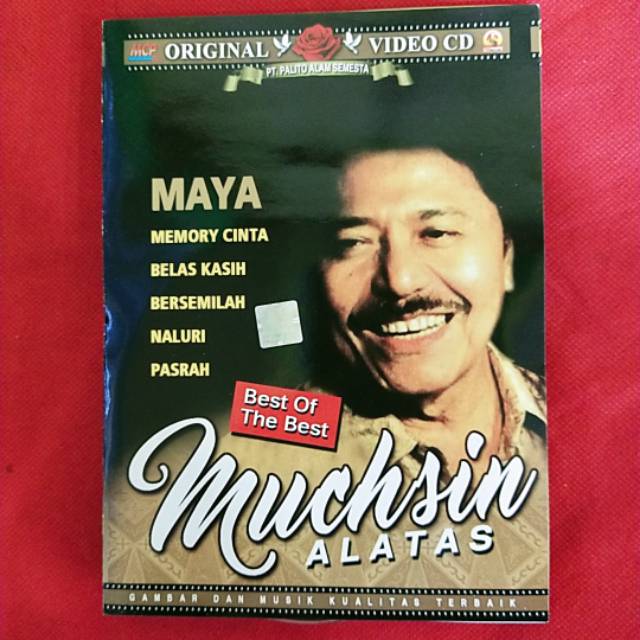 MCP ORIGINAL VIDEO CD
PT. PALITO ALAM SEMESTA
MAYA
MEMORY CINTA
BELAS KASIH
BERSEMILAH
NALURI
PASRAH
Best Of
The Best
Muchsin
ALATAS
GAMBAR DAN MUSIK KUALITAS TERBAIK